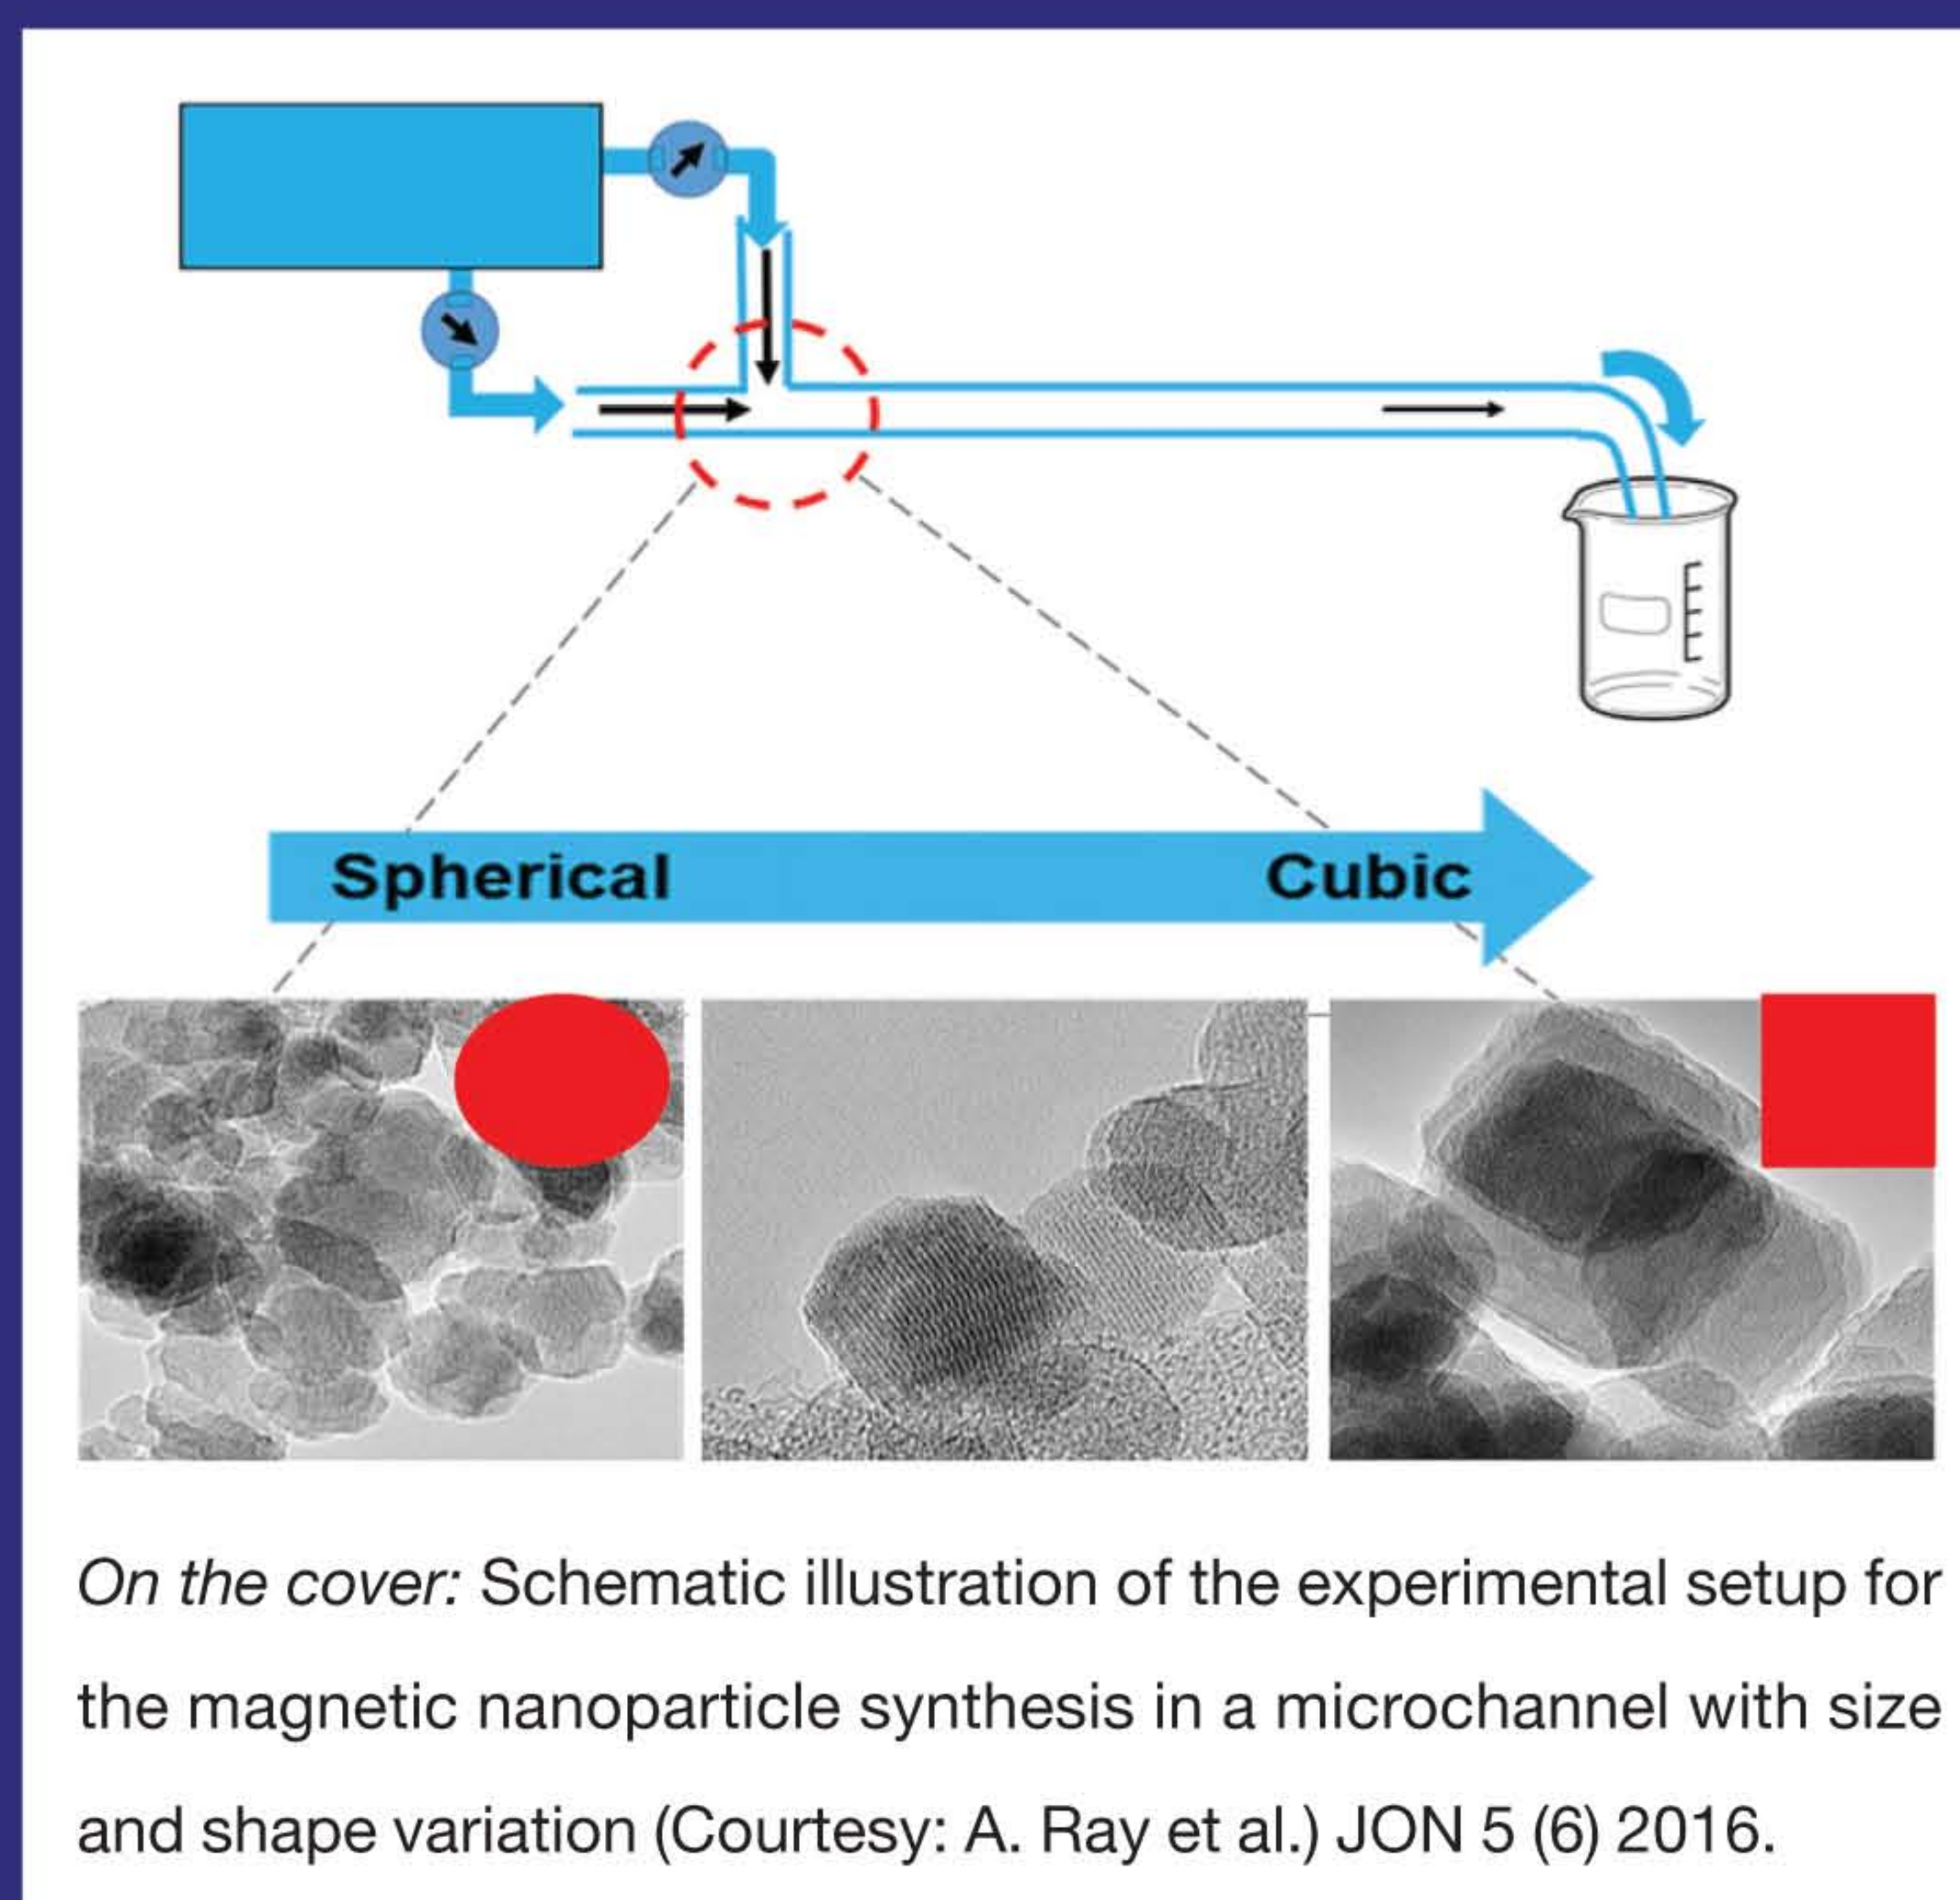 Spherical
Cubic
On the cover: Schematic illustration of the experimental setup for
the magnetic nanoparticle synthesis in a microchannel with size
and shape variation (Courtesy: A. Ray et al.) JON 5 (6) 2016.